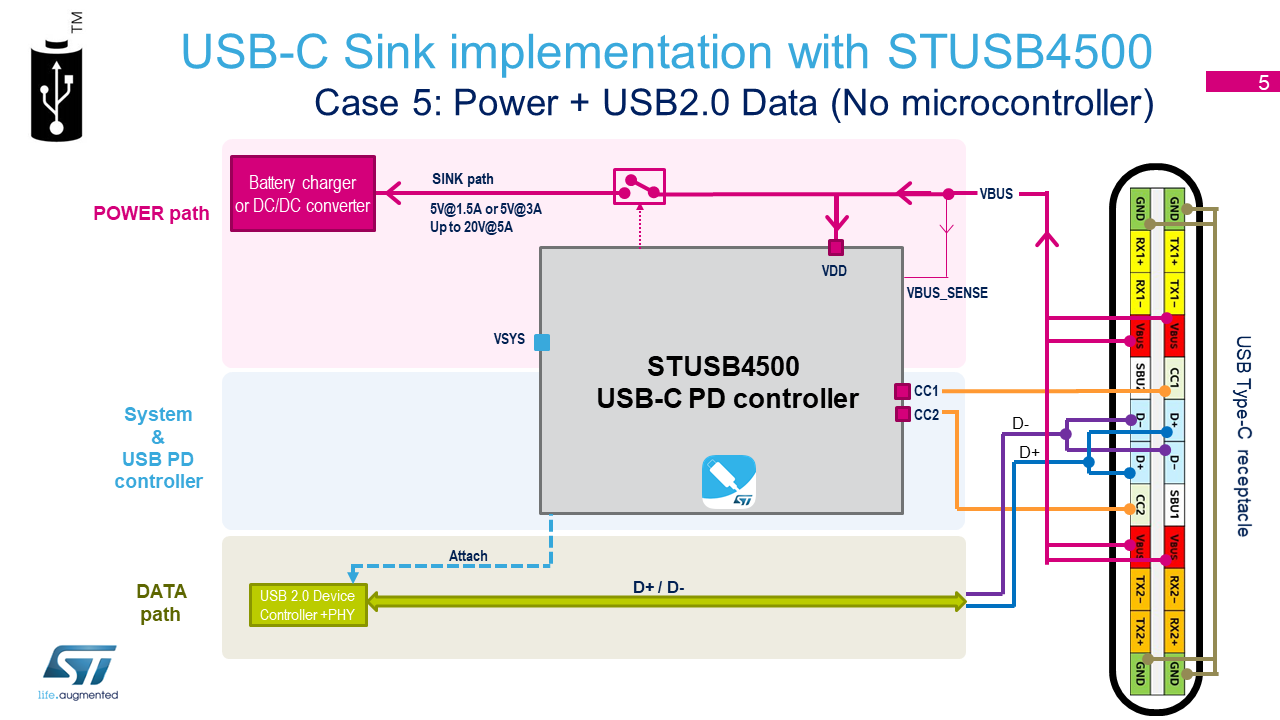 TM
USB-C Sink implementation with STUSB4500
Case 5: Power + USB2.0 Data (No microcontroller)
5
POWER path
Battery charger
or DC/DC converter
SINK path
5V@1.5A or 5V@3A
Up to 20V@5A
VBUS
VDD
VBUS_SENSE
VSYS
STUSB4500
USB-C PD controller
CC1
CC2
System
&
USB PD
controller
ST
Attach
DATA
path
USB 2.0 Device
Controller +PHY
D+ / D-
D-
D+
GND
RX1+
RX1−
VBUS
D−
D+
CC2
VBUS
TX2−
TX2+
GND
GND
TX1+
TX1−
VBUS
CC1
D+
D−
SBU1
VBUS
RX2−
RX2+
GND
USB Type-C receptacle
ST
life.augmented